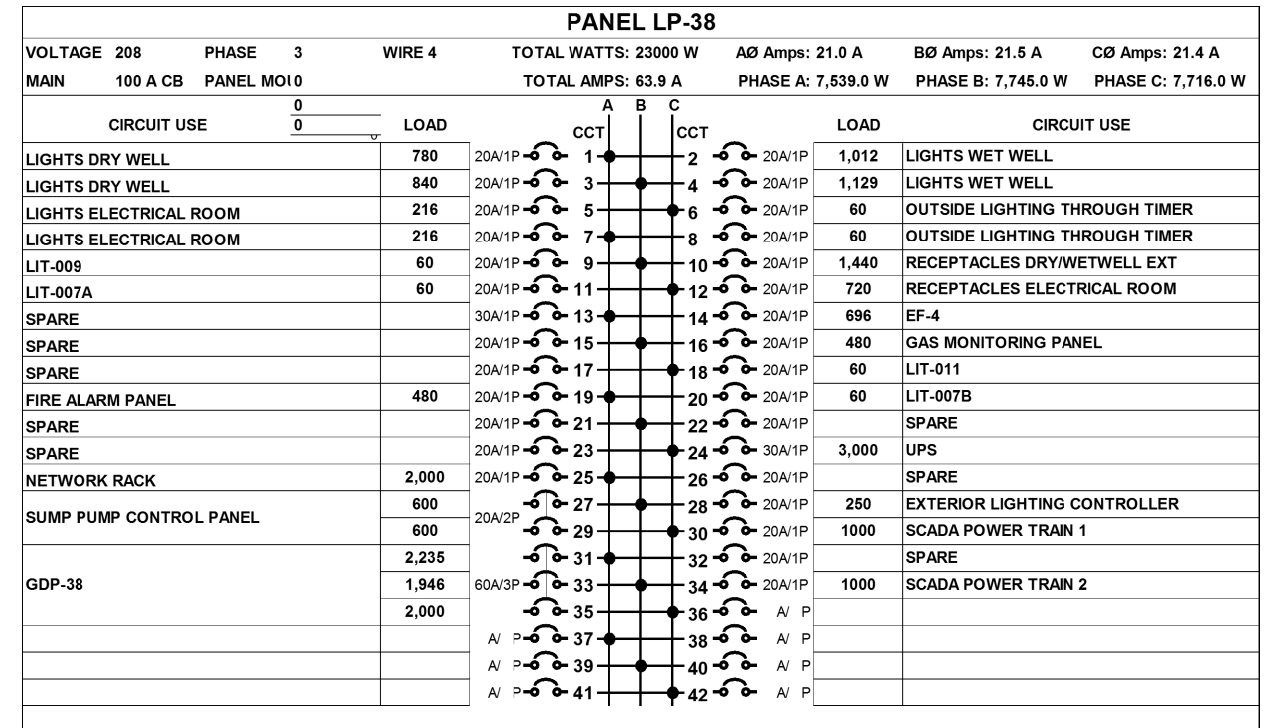 PANEL LP-38
VOLTAGE 208 PHASE 3 WIRE 4 TOTAL WATTS: 23000 W AØ Amps: 21.0 A BØ Amps: 21.5 A CØ Amps: 21.4 A
MAIN 100 A CB PANEL MOU 0 TOTAL AMPS: 63.9 A PHASE A: 7,539.0 W PHASE B: 7,745.0 W PHASE C: 7,716.0 W
0 A B C
CIRCUIT USE 0 LOAD CCT CCT LOAD CIRCUIT USE
LIGHTS DRY WELL 780 20A/1P 1 2 20A/1P 1,012 LIGHTS WET WELL
LIGHTS DRY WELL 840 20A/1P 3 4 20A/1P 1,129 LIGHTS WET WELL
LIGHTS ELECTRICAL ROOM 216 20A/1P 5 6 20A/1P 60 OUTSIDE LIGHTING THROUGH TIMER
LIGHTS ELECTRICAL ROOM 216 20A/1P 7 8 20A/1P 60 OUTSIDE LIGHTING THROUGH TIMER
LIT-009 60 20A/1P 9 10 20A/1P 1,440 RECEPTACLES DRY/WETWELL EXT
LIT-007A 60 20A/1P 11 12 20A/1P 720 RECEPTACLES ELECTRICAL ROOM
SPARE 30A/1P 13 14 20A/1P 696 EF-4
SPARE 20A/1P 15 16 20A/1P 480 GAS MONITORING PANEL
SPARE 20A/1P 17 18 20A/1P 60 LIT-011
FIRE ALARM PANEL 480 20A/1P 19 20 20A/1P 60 LIT-007B
SPARE 20A/1P 21 22 20A/1P SPARE
SPARE 20A/1P 23 24 30A/1P 3,000 UPS
NETWORK RACK 2,000 20A/1P 25 26 20A/1P SPARE
SUMP PUMP CONTROL PANEL 600 20A/2P 27 28 20A/1P 250 EXTERIOR LIGHTING CONTROLLER
600 29 30 20A/1P 1000 SCADA POWER TRAIN 1
2,235 31 32 20A/1P SPARE
GDP-38 1,946 60A/3P 33 34 20A/1P 1000 SCADA POWER TRAIN 2
2,000 35 36 A/ P
A/ P 37 38 A/ P
A/ P 39 40 A/ P
A/ P 41 42 A/ P